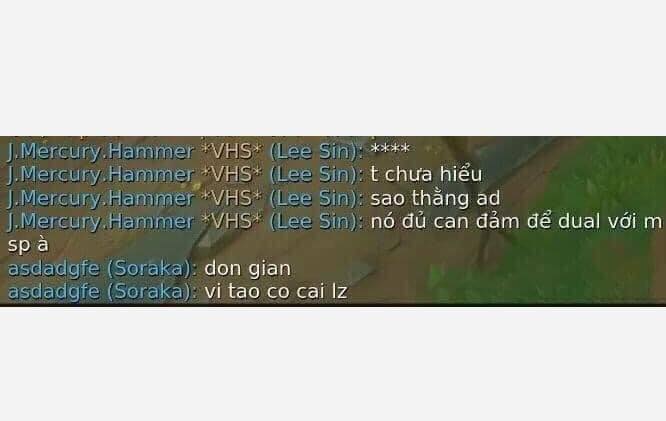 J.Mercury.Hammer *VHS* (Lee Sin): ****
J.Mercury.Hammer *VHS* (Lee Sin): t chưa hiểu
J.Mercury.Hammer *VHS* (Lee Sin): sao thằng ad
J.Mercury.Hammer *VHS* (Lee Sin): nó đủ can đảm để dual với m
sp à
asdadgfe (Soraka): don gian
asdadgfe (Soraka): vi tao co cai lz